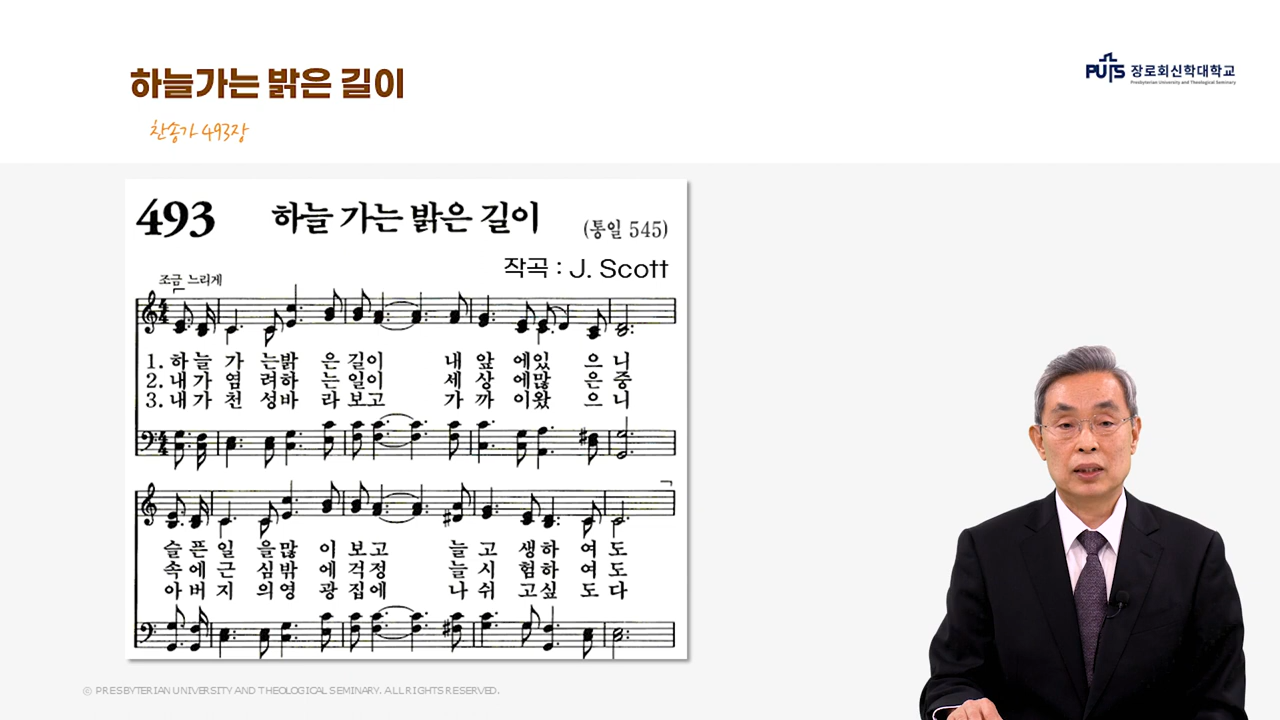 하늘가는 밝은 길이
찬송가 493장
PUTS 장로회신학대학교
Presbyterian University and Theological Seminary
493 하늘 가는 밝은 길이 (통일 545)
작곡 : J. Scott
조금 느리게
1. 하 늘 가 는밝 은 길이 내 앞 에있 으 니
2. 내 가 염 려하 는 일이 세 상 에많 은 중
3. 내 가 천 성바 라 보고 가 까 이왔 으 니
슬 픈 일 을많 이 보고 늘 고 생하 여 도
속 에 근 심밖 에 걱정 늘 시 험하 여 도
아 버 지 의영 광 집에 나 쉬 고싶 도 다
© PRESBYTERIAN UNIVERSITY AND THEOLOGICAL SEMINARY. ALL RIGHTS RESERVED.